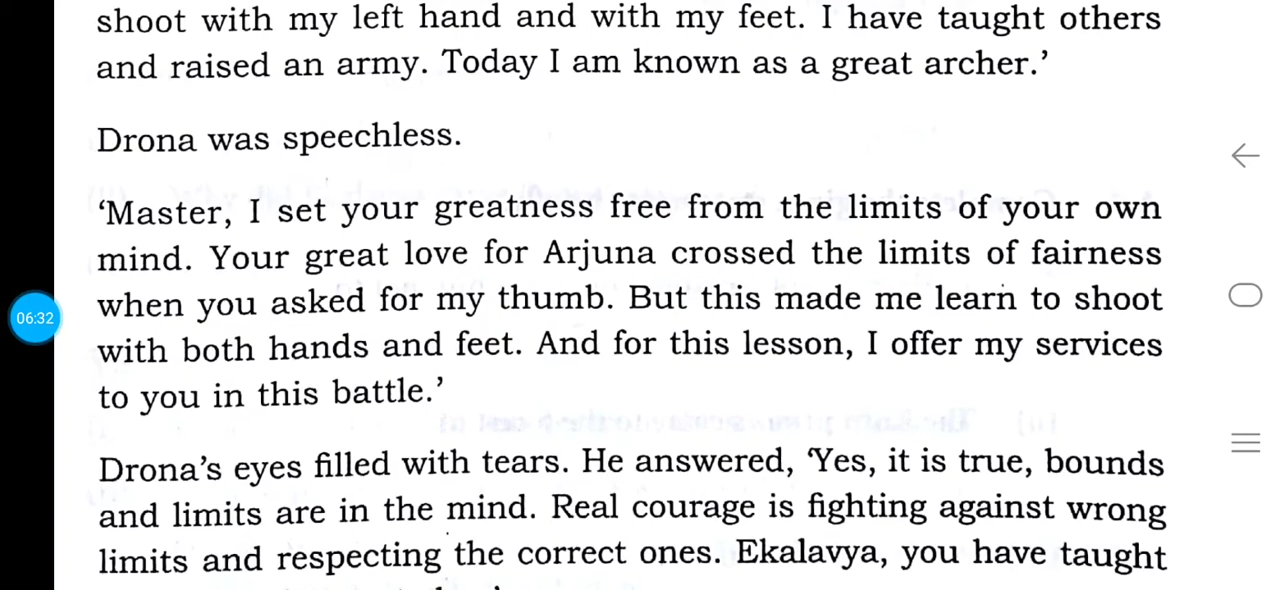 shoot with my left hand and with my feet. I have taught others
and raised an army. Today I am known as a great archer.’
Drona was speechless.
‘Master, I set your greatness free from the limits of your own
mind. Your great love for Arjuna crossed the limits of fairness
when you asked for my thumb. But this made me learn to shoot
with both hands and feet. And for this lesson, I offer my services
to you in this battle.’
Drona’s eyes filled with tears. He answered, ‘Yes, it is true, bounds
and limits are in the mind. Real courage is fighting against wrong
limits and respecting the correct ones. Ekalavya, you have taught
06:32